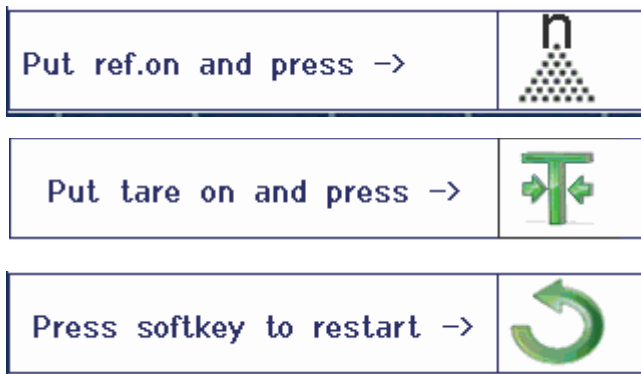 Put ref.on and press ->
n
Put tare on and press ->
T
Press softkey to restart ->